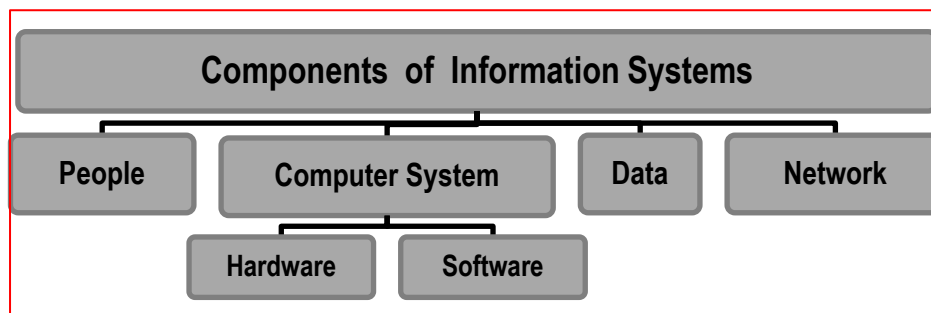 Components of Information Systems
People
Computer System
Data
Network
Hardware
Software